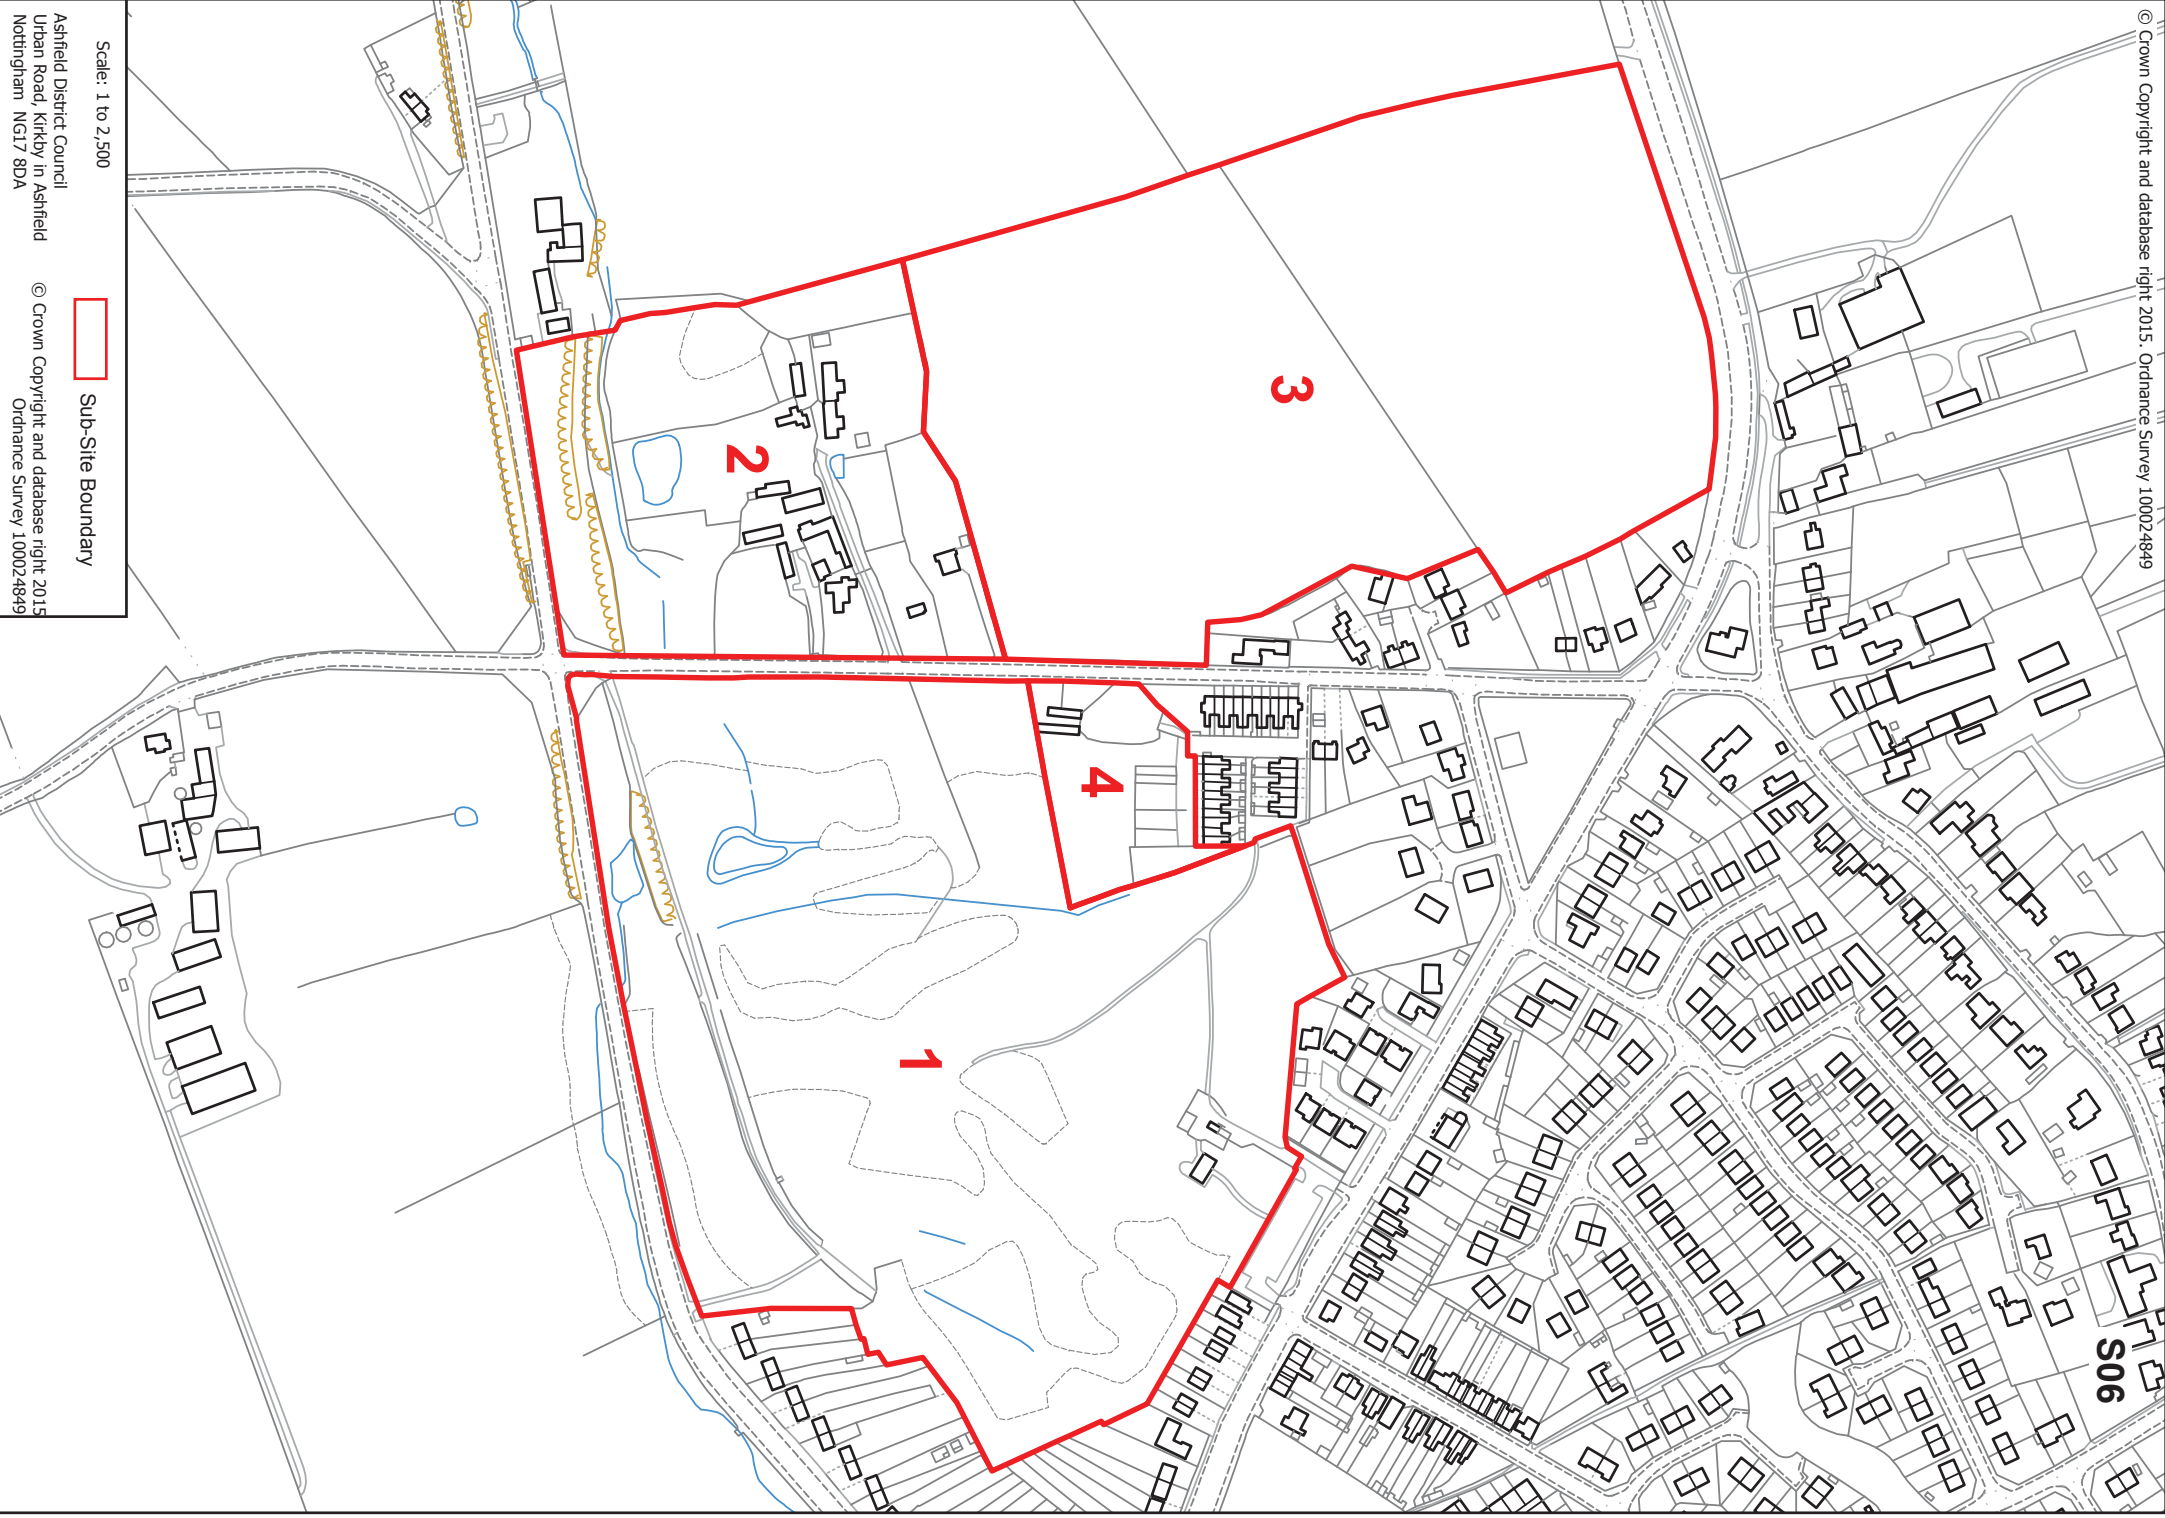 © Crown Copyright and database right 2015. Ordnance Survey 100024849
S06
3
2
4
1
Scale: 1 to 2,500
Sub-Site Boundary
Ashfield District Council
Urban Road, Kirkby in Ashfield
Nottingham NG17 8DA
© Crown Copyright and database right 2015
Ordnance Survey 100024849